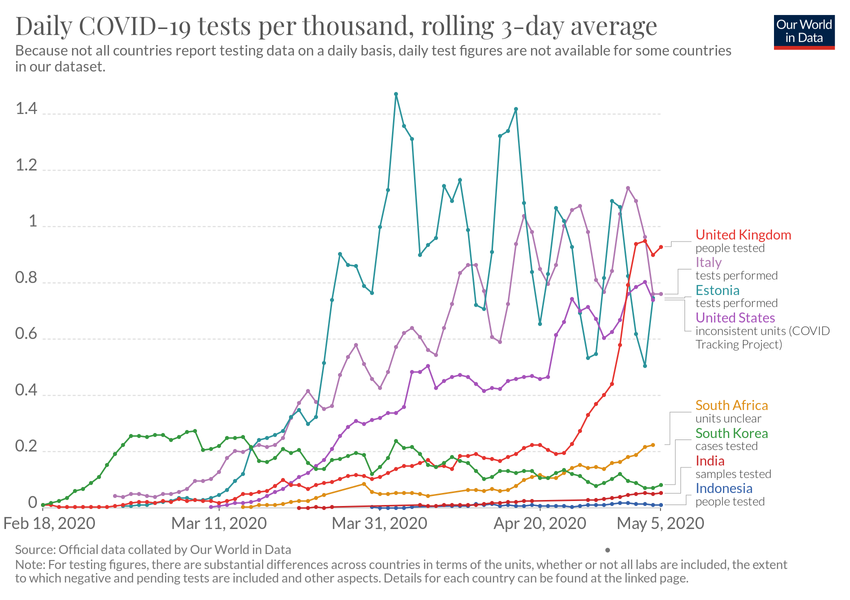 Daily COVID-19 tests per thousand, rolling 3-day average
Our World
in Data
Because not all countries report testing data on a daily basis, daily test figures are not available for some countries
in our dataset.
1.4
1.2
1
0.8
0.6
0.4
0.2
0
Feb 18, 2020
Mar 11, 2020
Mar 31, 2020
Apr 20, 2020
May 5, 2020
United Kingdom
people tested
Italy
tests performed
Estonia
tests performed
United States
inconsistent units (COVID
Tracking Project)
South Africa
units unclear
South Korea
cases tested
India
samples tested
Indonesia
people tested
Source: Official data collated by Our World in Data
Note: For testing figures, there are substantial differences across countries in terms of the units, whether or not all labs are included, the extent
to which negative and pending tests are included and other aspects. Details for each country can be found at the linked page.